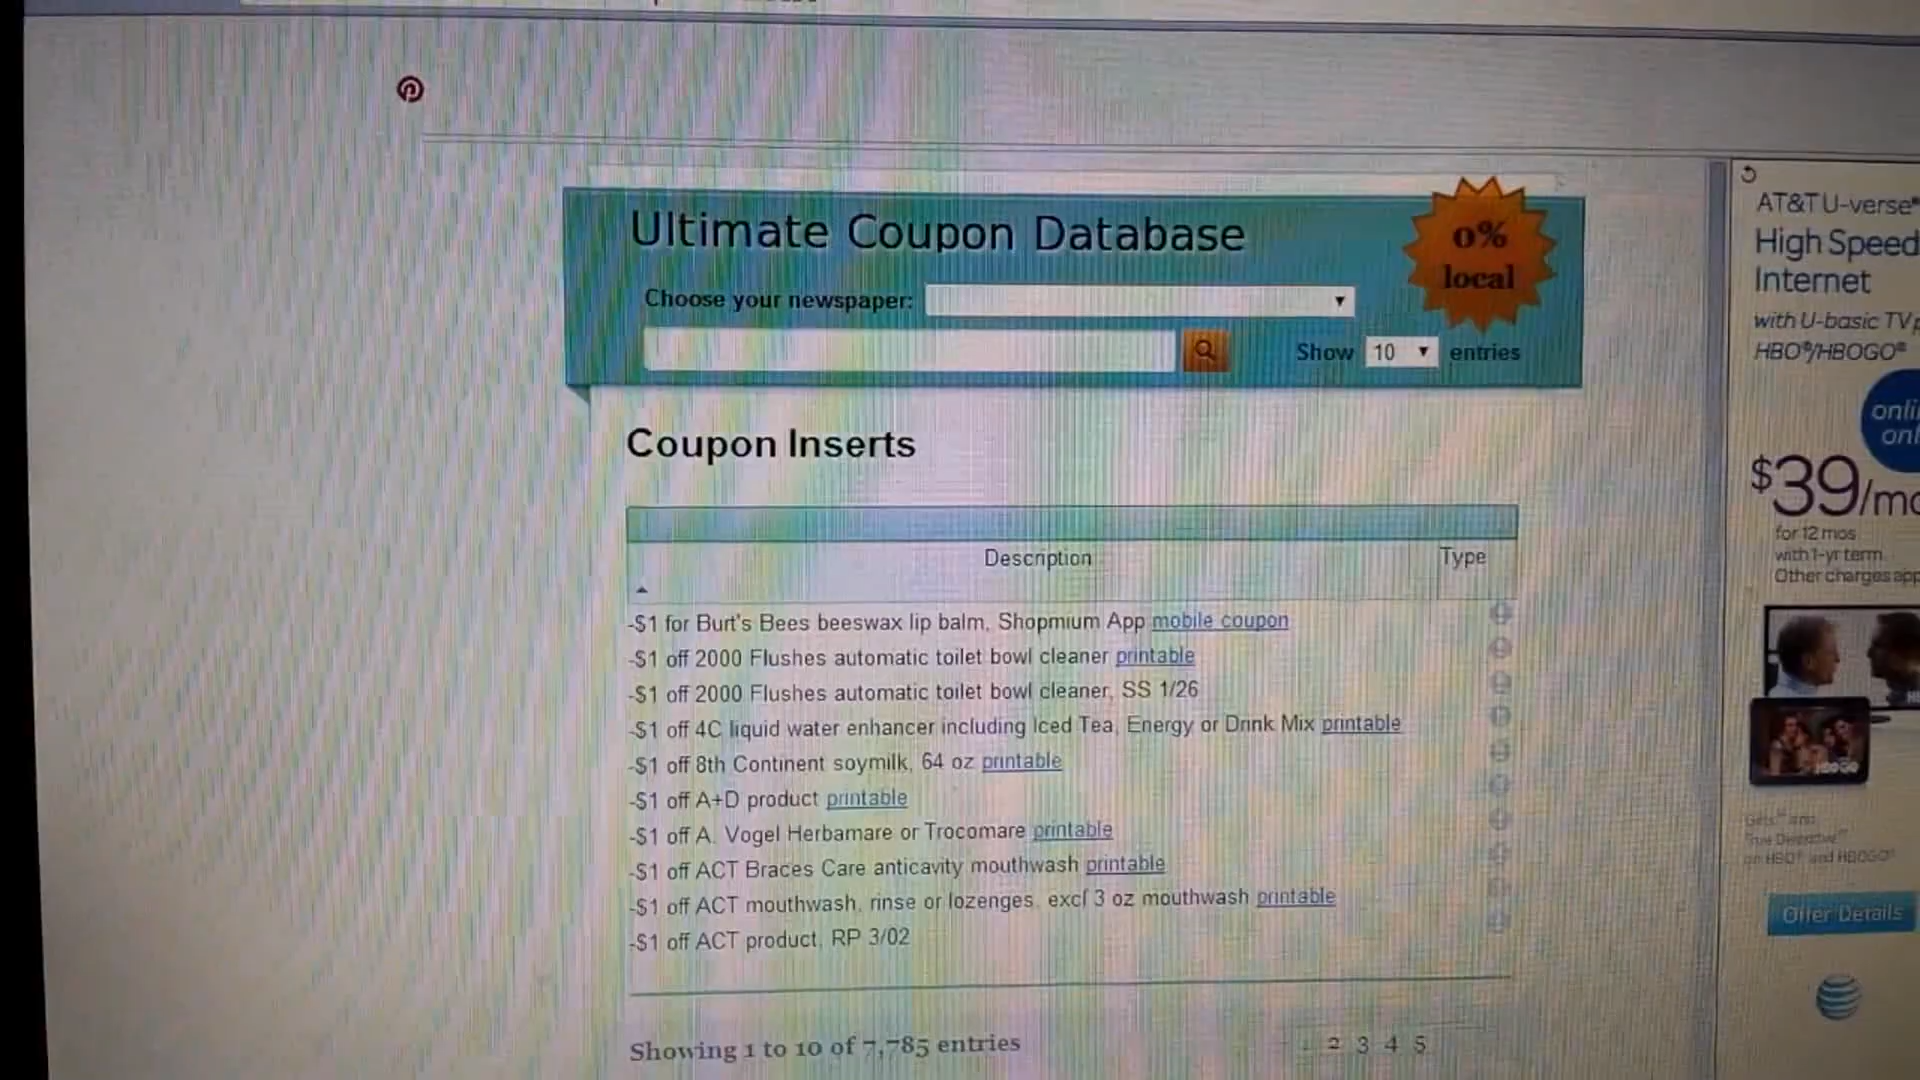 Ultimate Coupon Database
0%
local
Choose your newspaper:
Show 10 entries
Coupon Inserts
Description Type
-$1 for Burt's Bees beeswax lip balm, Shopmium App mobile coupon
-$1 off 2000 Flushes automatic toilet bowl cleaner printable
-$1 off 2000 Flushes automatic toilet bowl cleaner, SS 1/26
-$1 off 4C liquid water enhancer including Iced Tea, Energy or Drink Mix printable
-$1 off 8th Continent soymilk, 64 oz printable
-$1 off A+D product printable
-$1 off A. Vogel Herbamare or Trocomare printable
-$1 off ACT Braces Care anticavity mouthwash printable
-$1 off ACT mouthwash, rinse or lozenges, excl 3 oz mouthwash printable
-$1 off ACT product, RP 3/02
Showing 1 to 10 of 7,785 entries
2 3 4 5
AT&T U-verse®
High Speed
Internet
with U-basic TV
HBO®/HBOGO®
$39/mo
for 12 mos
with 1-yr term.
Other charges app
on HBO® and HBOGO®
Offer Details